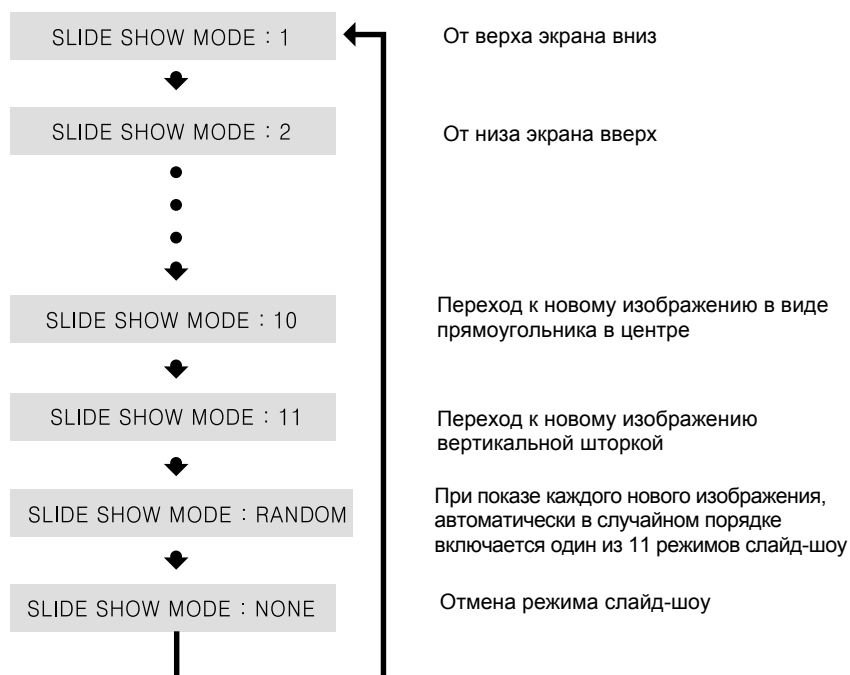 SLIDE SHOW MODE : 1
От верха экрана вниз
SLIDE SHOW MODE : 2
От низа экрана вверх
SLIDE SHOW MODE : 10
Переход к новому изображению в виде
прямоугольника в центре
SLIDE SHOW MODE : 11
Переход к новому изображению
вертикальной шторкой
SLIDE SHOW MODE : RANDOM
При показе каждого нового изображения,
автоматически в случайном порядке
включается один из 11 режимов слайд-шоу
SLIDE SHOW MODE : NONE
Отмена режима слайд-шоу